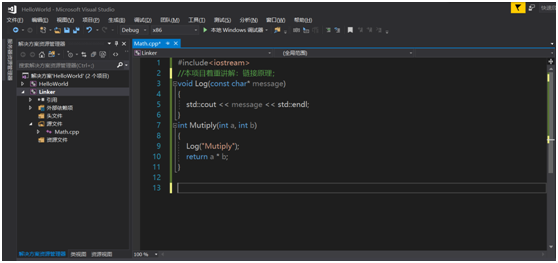 HelloWorld - Microsoft Visual Studio
文件(F) 编辑(E) 视图(V) 项目(P) 生成(B) 调试(D) 团队(M) 工具(T) 测试(S) 分析(N) 窗口(W) 帮助(H)
Debug x86 本地 Windows 调试器
解决方案资源管理器
搜索解决方案资源管理器(Ctrl+;)
解决方案"HelloWorld"(2 个项目)
HelloWorld
Linker
引用
外部依赖项
头文件
源文件
Math.cpp
资源文件
解决方案资源管理器 类视图 资源视图
Math.cpp*
Linker (全局范围)
1 #include<iostream>
2 //本项目着重讲解：链接原理;
3 void Log(const char* message)
4 {
5 std::cout << message << std::endl;
6 }
7 int Mutiply(int a, int b)
8 {
9 Log("Mutiply");
10 return a * b;
11 }
12
13
100 %